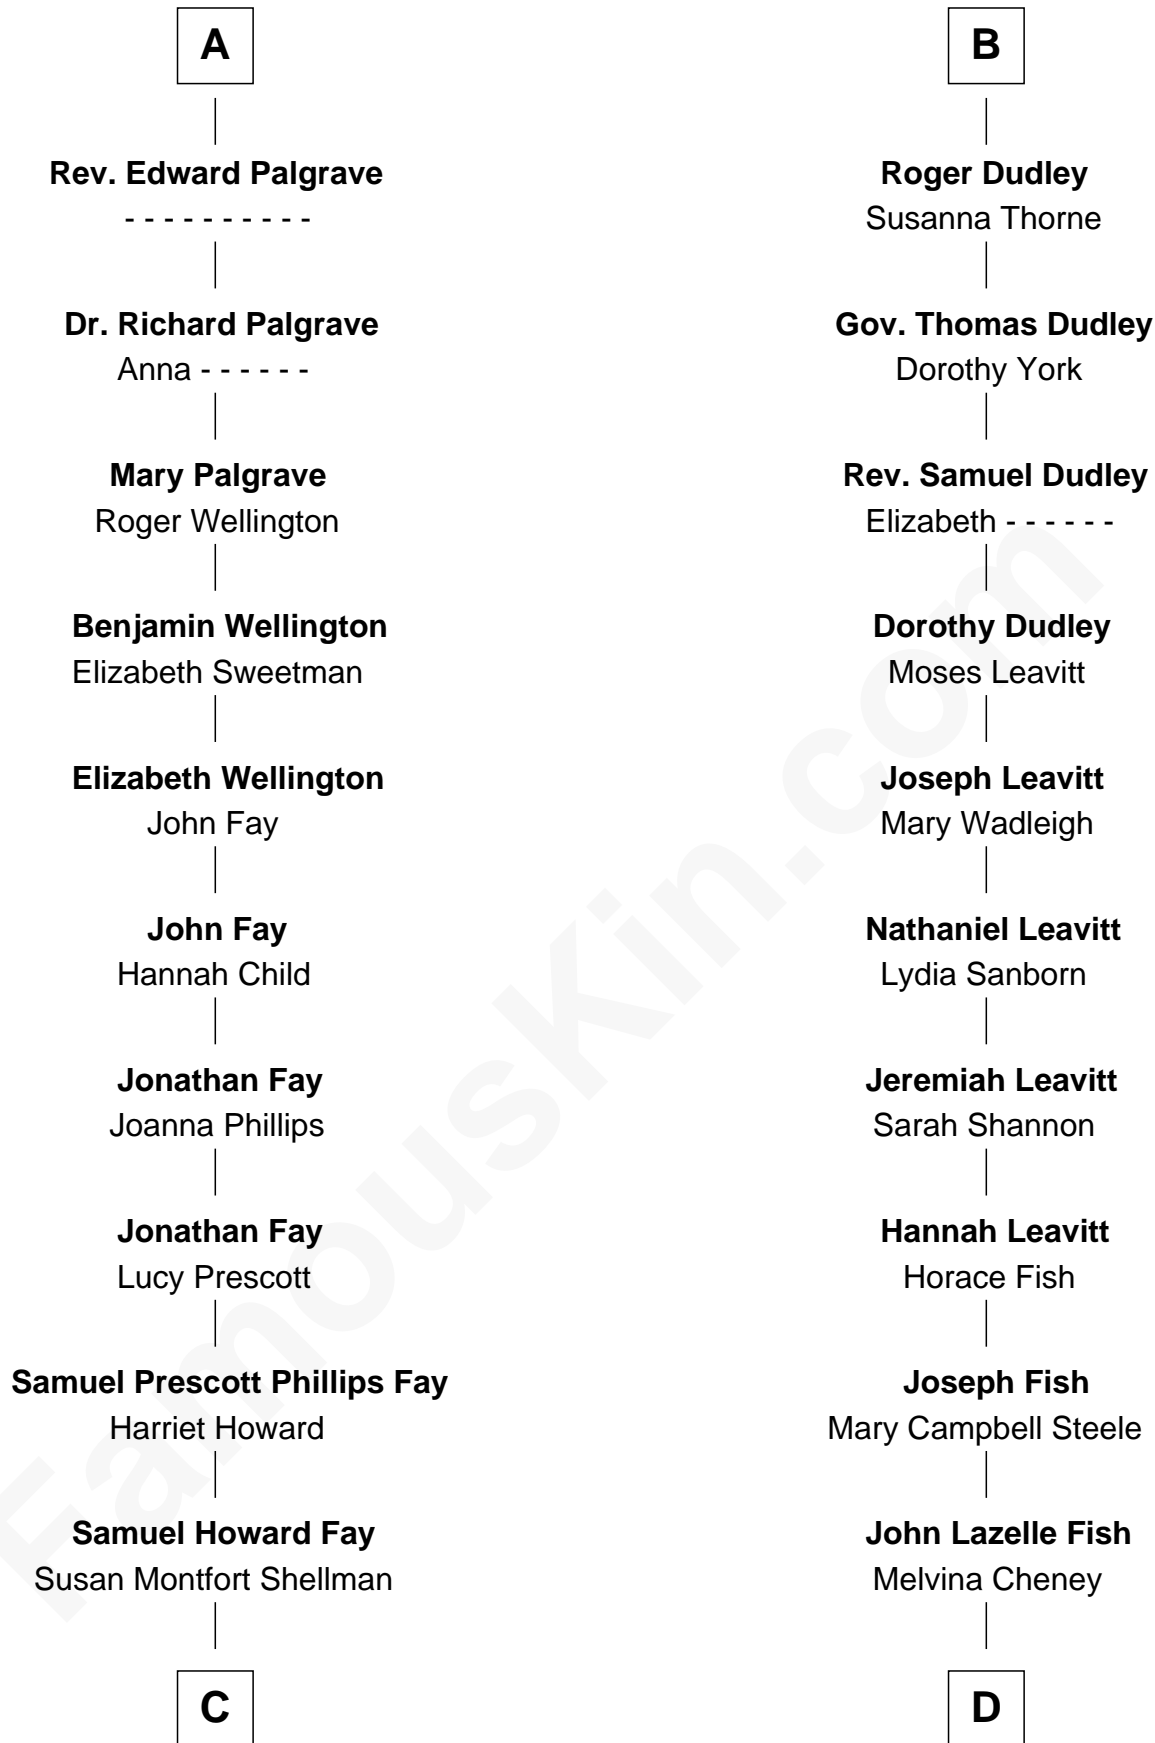 A
Rev. Edward Palgrave
- - - - - - - - - -
Dr. Richard Palgrave
Anna - - - - - -
Mary Palgrave
Roger Wellington
Benjamin Wellington
Elizabeth Sweetman
Elizabeth Wellington
John Fay
John Fay
Hannah Child
Jonathan Fay
Joanna Phillips
Jonathan Fay
Lucy Prescott
Samuel Prescott Phillips Fay
Harriet Howard
Samuel Howard Fay
Susan Montfort Shellman
C
B
Roger Dudley
Susanna Thorne
Gov. Thomas Dudley
Dorothy York
Rev. Samuel Dudley
Elizabeth - - - - - -
Dorothy Dudley
Moses Leavitt
Joseph Leavitt
Mary Wadleigh
Nathaniel Leavitt
Lydia Sanborn
Jeremiah Leavitt
Sarah Shannon
Hannah Leavitt
Horace Fish
Joseph Fish
Mary Campbell Steele
John Lazelle Fish
Melvina Cheney
D
FamousKin.com